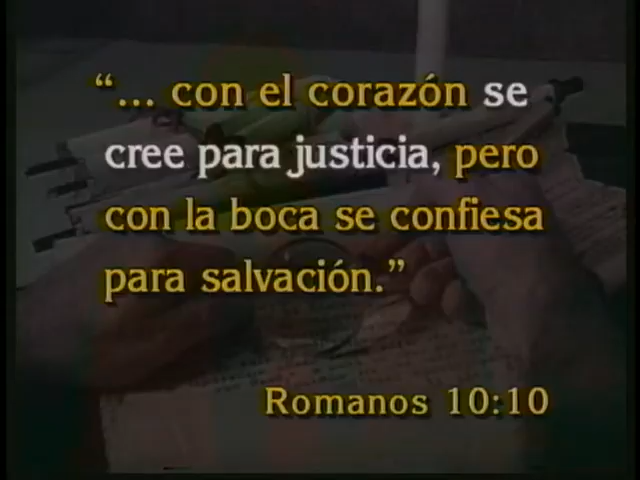 “... con el corazón se
cree para justicia, pero
con la boca se confiesa
para salvación.”
Romanos 10:10